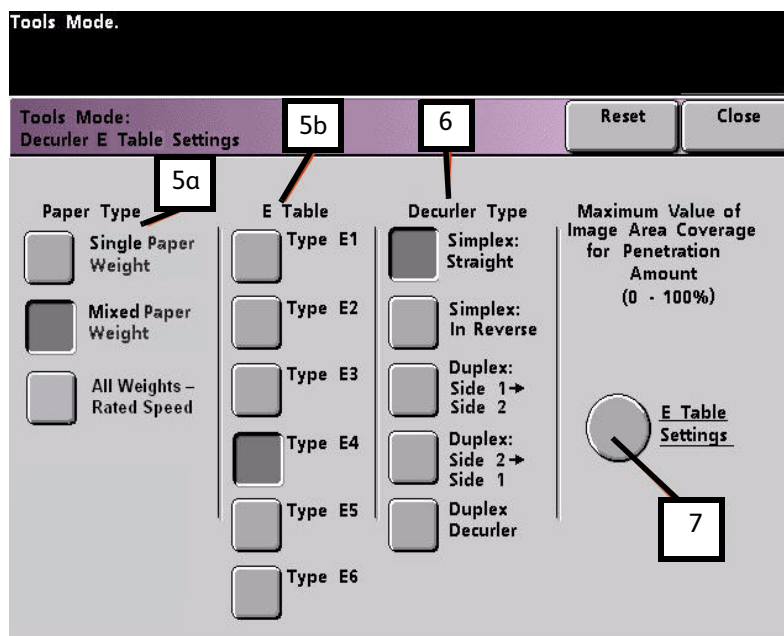 Tools Mode.
Tools Mode:
Decurler E Table Settings
5b
6
Reset
Close
5a
Paper Type
Single Paper
Weight
Mixed Paper
Weight
All Weights –
Rated Speed
E Table
Type E1
Type E2
Type E3
Type E4
Type E5
Type E6
Decurler Type
Simplex:
Straight
Simplex:
In Reverse
Duplex:
Side 1➔
Side 2
Duplex:
Side 2➔
Side 1
Duplex
Decurler
Maximum Value of
Image Area Coverage
for Penetration
Amount
(0 - 100%)
E Table
Settings
7